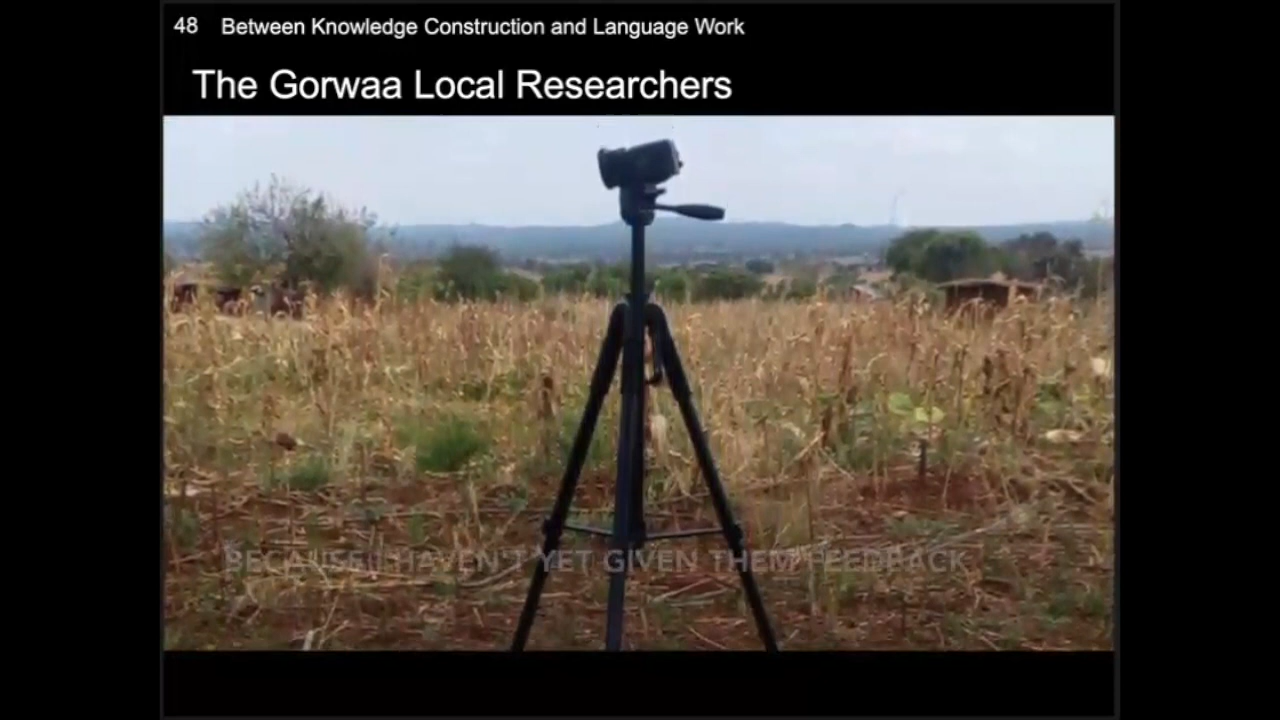 48 Between Knowledge Construction and Language Work
The Gorwaa Local Researchers
BECAUSE I HAVEN'T YET GIVEN THEM FEEDBACK